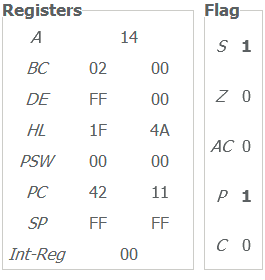 Registers Flag
A 14 S 1
BC 02 00
DE FF 00 Z 0
HL 1F 4A
PSW 00 00 AC 0
PC 42 11 P 1
SP FF FF
Int-Reg 00 C 0